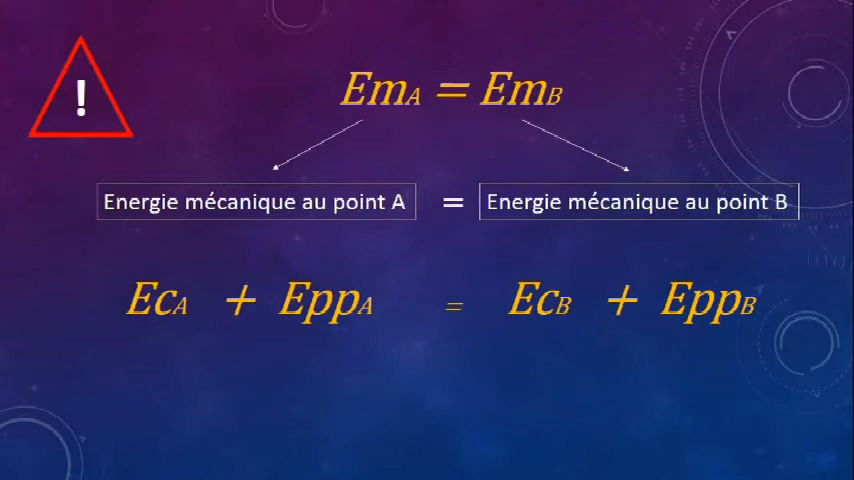 !
EmA = EmB
Energie mécanique au point A = Energie mécanique au point B
EcA + EppA = EcB + EppB